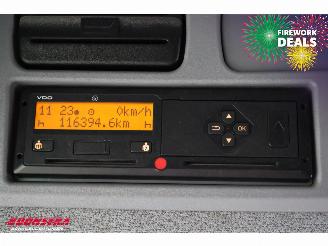 FIREWORK
DEALS
VDO
11 23 0km/h
h 116394.6km h
OK